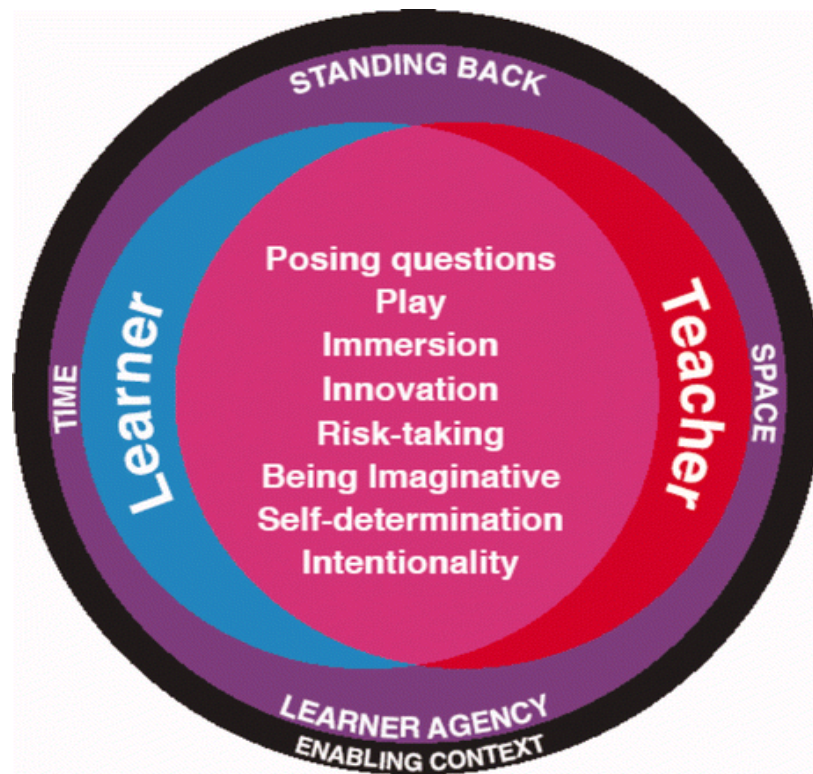 STANDING BACK
Posing questions
Play
Immersion
Innovation
Risk-taking
Being Imaginative
Self-determination
Intentionality
Learner
Teacher
TIME
SPACE
LEARNER AGENCY
ENABLING CONTEXT